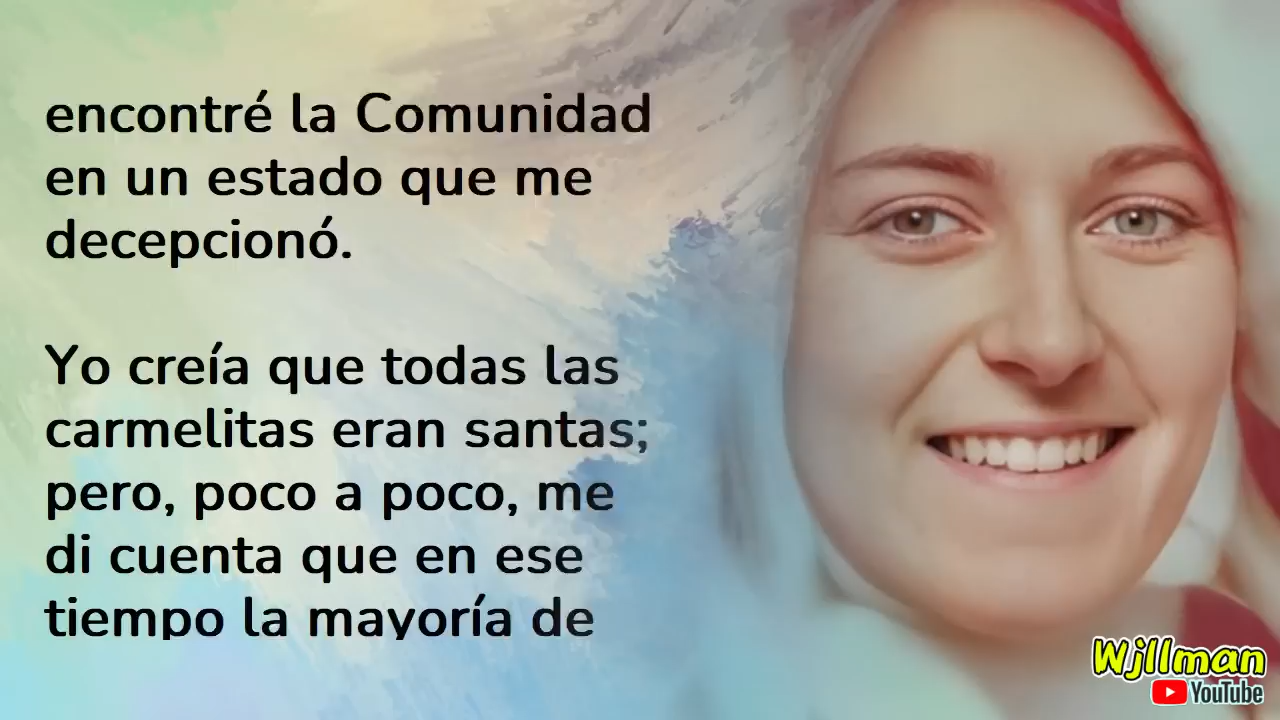 encontré la Comunidad
en un estado que me
decepcionó.
Yo creía que todas las
carmelitas eran santas;
pero, poco a poco, me
di cuenta que en ese
tiempo la mayoría de
Wjllman
YouTube